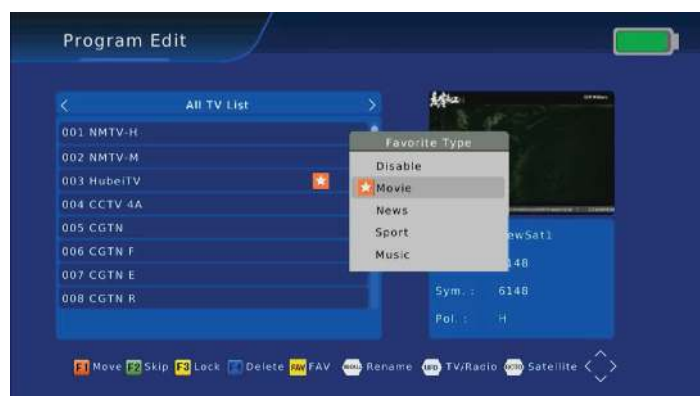 Program Edit
All TV List
001 NMTV-H
002 NMTV-M
003 HubeiTV
004 CCTV 4A
005 CGTN
006 CGTN F
007 CGTN E
008 CGTN R
Favorite Type
Disable
Movie
News
Sport
Music
ewSat1
48
Sym. : 6148
Pol. : H
F1 Move F2 Skip F3 Lock F4 Delete FAV FAV Rename TV/Radio Satellite